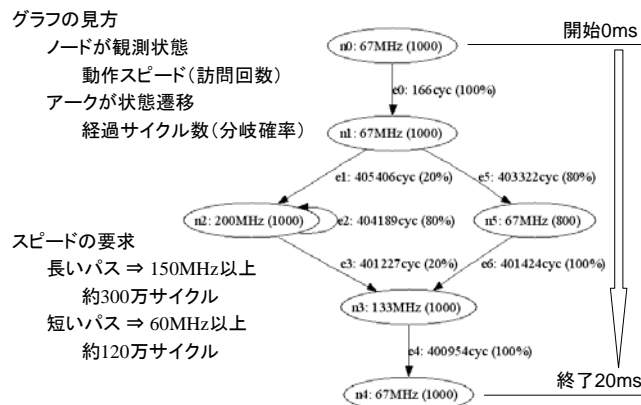 グラフの見方
ノードが観測状態
動作スピード（訪問回数）
アークが状態遷移
経過サイクル数（分岐確率）
スピードの要求
長いパス ⇒ 150MHz以上
約300万サイクル
短いパス ⇒ 60MHz以上
約120万サイクル
開始0ms
n0: 67MHz (1000)
e0: 166cyc (100%)
n1: 67MHz (1000)
e1: 405406cyc (20%)
e5: 403322cyc (80%)
n2: 200MHz (1000)
e2: 404189cyc (80%)
n5: 67MHz (800)
e3: 401227cyc (20%)
e6: 401424cyc (100%)
n3: 133MHz (1000)
e4: 400954cyc (100%)
n4: 67MHz (1000)
終了20ms